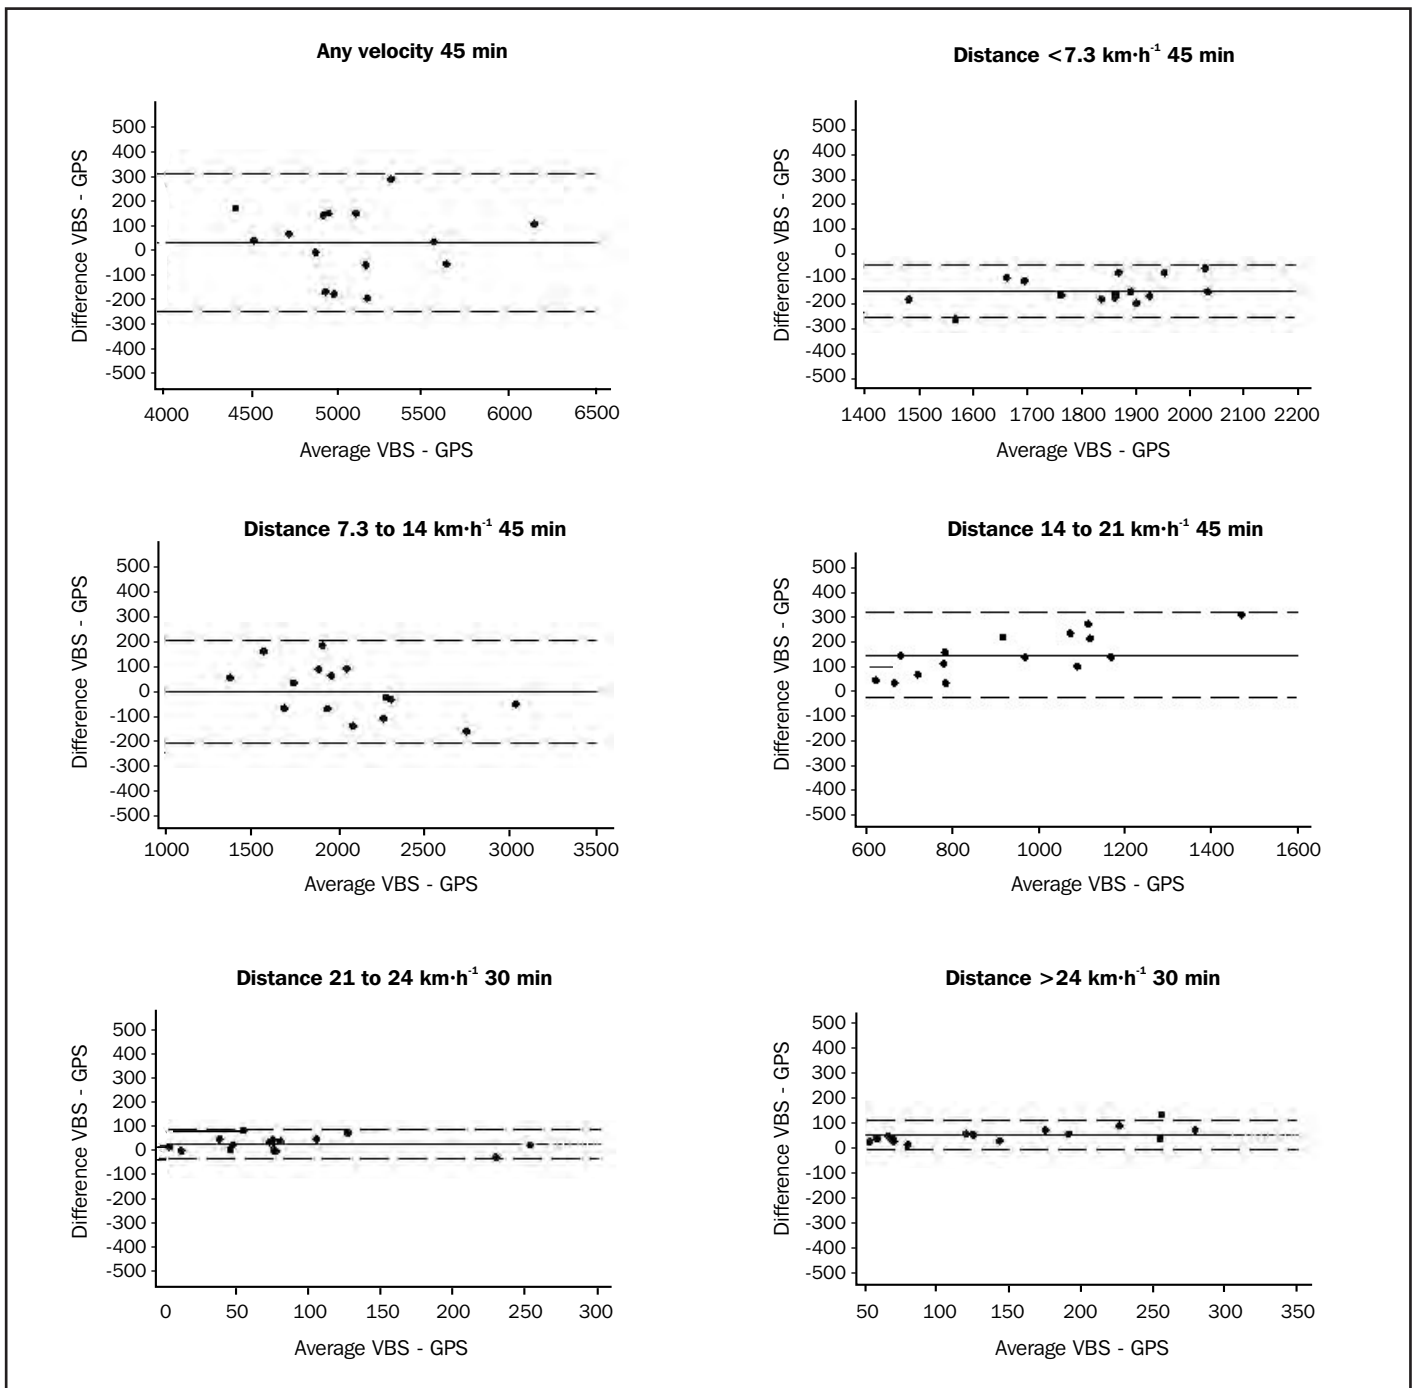 Any velocity 45 min
Difference VBS - GPS
500
400
300
200
100
0
-100
-200
-300
-400
-500
4000 4500 5000 5500 6000 6500
Average VBS - GPS
Distance <7.3 km·h-1 45 min
Difference VBS - GPS
500
400
300
200
100
0
-100
-200
-300
-400
-500
1400 1500 1600 1700 1800 1900 2000 2100 2200
Average VBS - GPS
Distance 7.3 to 14 km·h-1 45 min
Difference VBS - GPS
500
400
300
200
100
0
-100
-200
-300
-400
-500
1000 1500 2000 2500 3000 3500
Average VBS - GPS
Distance 14 to 21 km·h-1 45 min
Difference VBS - GPS
500
400
300
200
100
0
-100
-200
-300
-400
-500
600 800 1000 1200 1400 1600
Average VBS - GPS
Distance 21 to 24 km·h-1 30 min
Difference VBS - GPS
500
400
300
200
100
0
-100
-200
-300
-400
-500
0 50 100 150 200 250 300
Average VBS - GPS
Distance >24 km·h-1 30 min
Difference VBS - GPS
500
400
300
200
100
0
-100
-200
-300
-400
-500
50 100 150 200 250 300 350
Average VBS - GPS